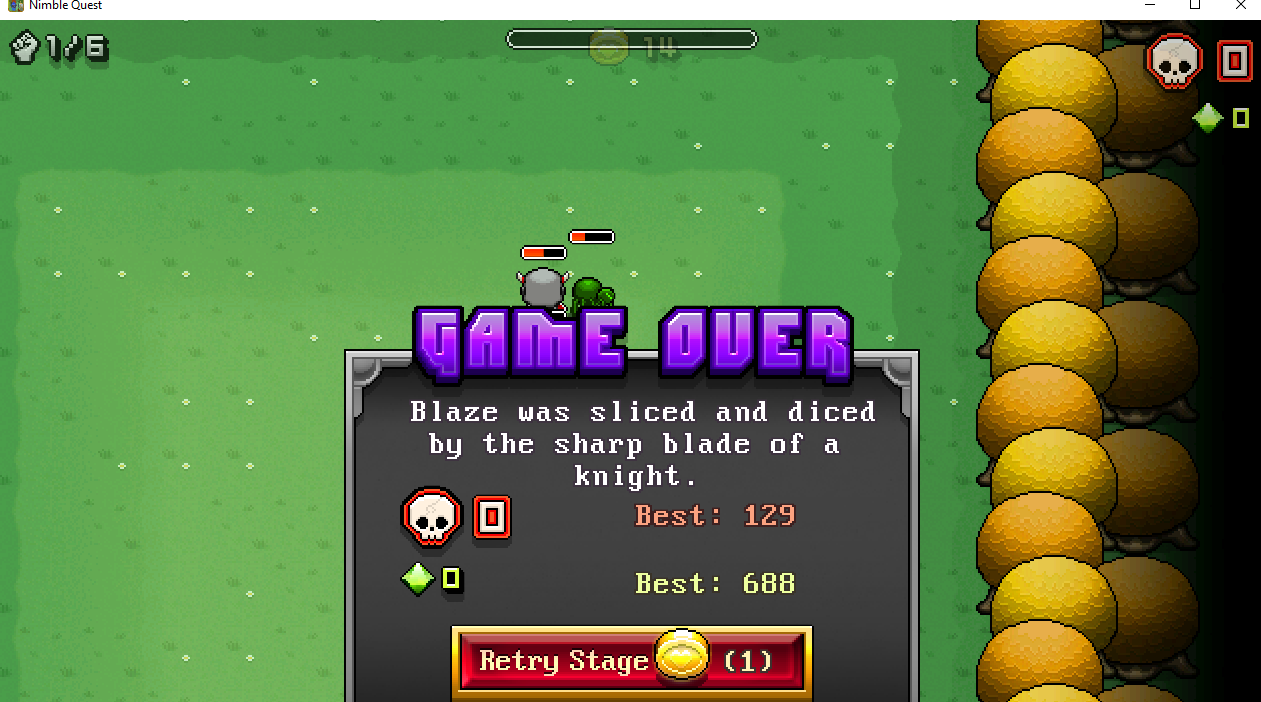 Nimble Quest
1/6
14
0
0
GAME OVER
Blaze was sliced and diced
by the sharp blade of a
knight.
0 Best: 129
0 Best: 688
Retry Stage (1)